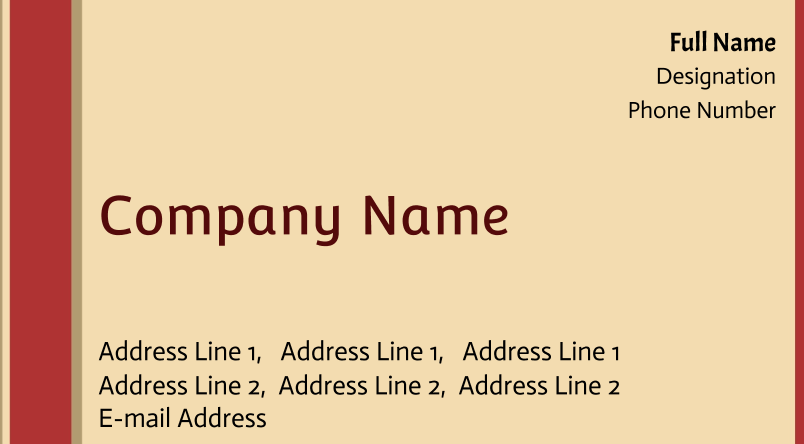 Full Name
Designation
Phone Number
Company Name
Address Line 1, Address Line 1, Address Line 1
Address Line 2, Address Line 2, Address Line 2
E-mail Address